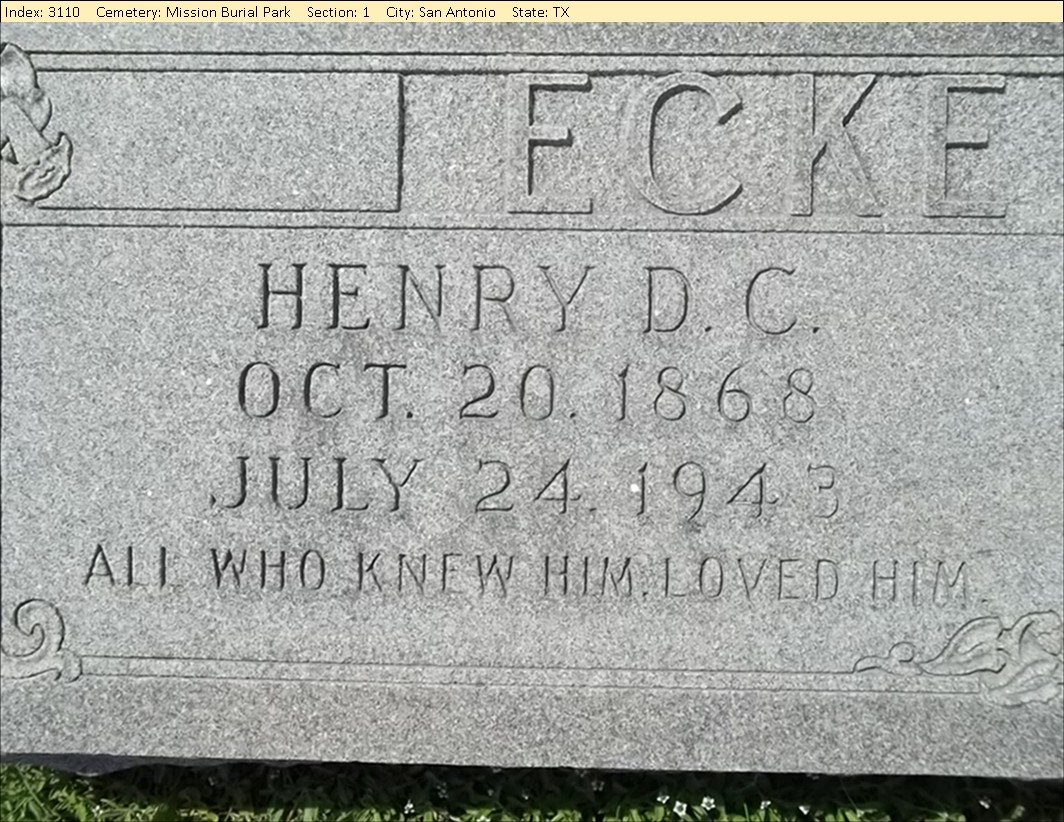 Index: 3110 Cemetery: Mission Burial Park Section: 1 City: San Antonio State: TX
ECKE
HENRY D. C.
OCT. 20. 1868
JULY 24. 1943
ALL WHO KNEW HIM, LOVED HIM.